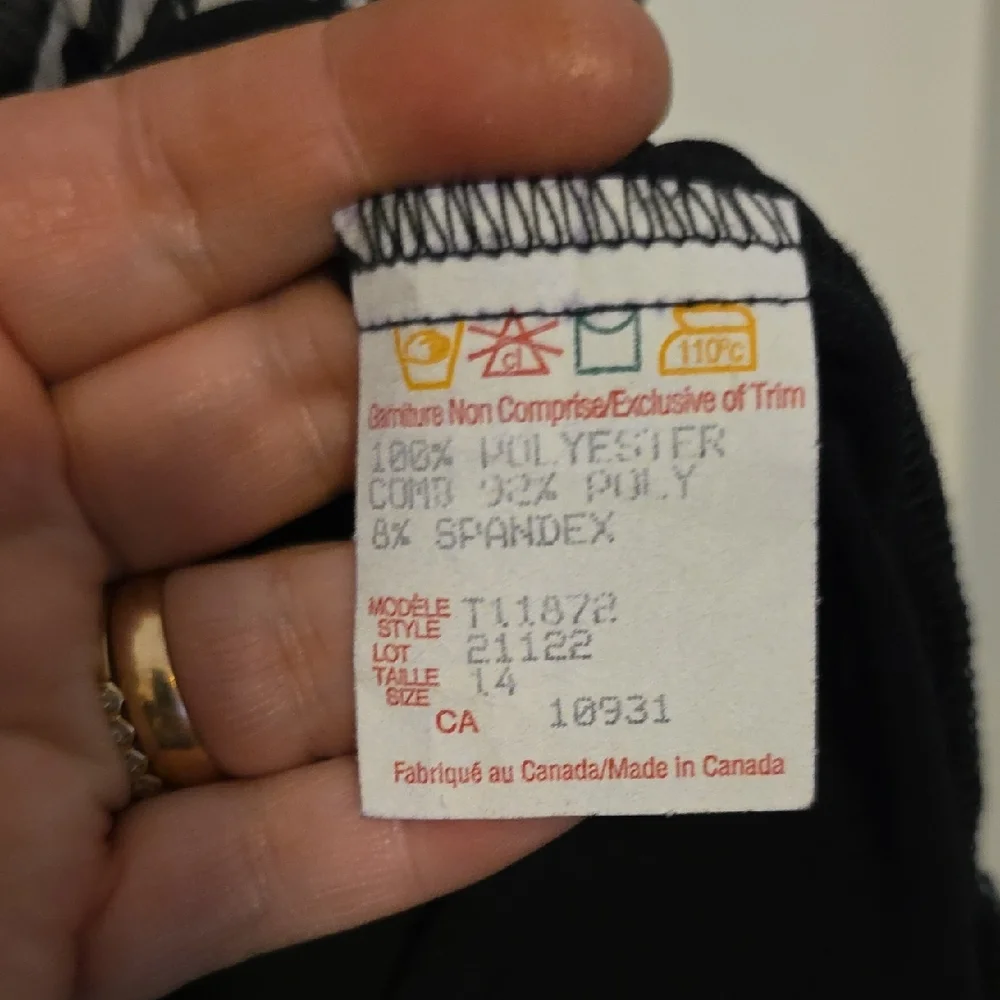 cl 110°c
Garniture Non Comprise/Exclusive of Trim
100% POLYESTER
COMB 92% POLY
8% SPANDEX
MODÈLE
STYLE T11872
LOT 21122
TAILLE
SIZE 14
CA 10931
Fabriqué au Canada/Made in Canada